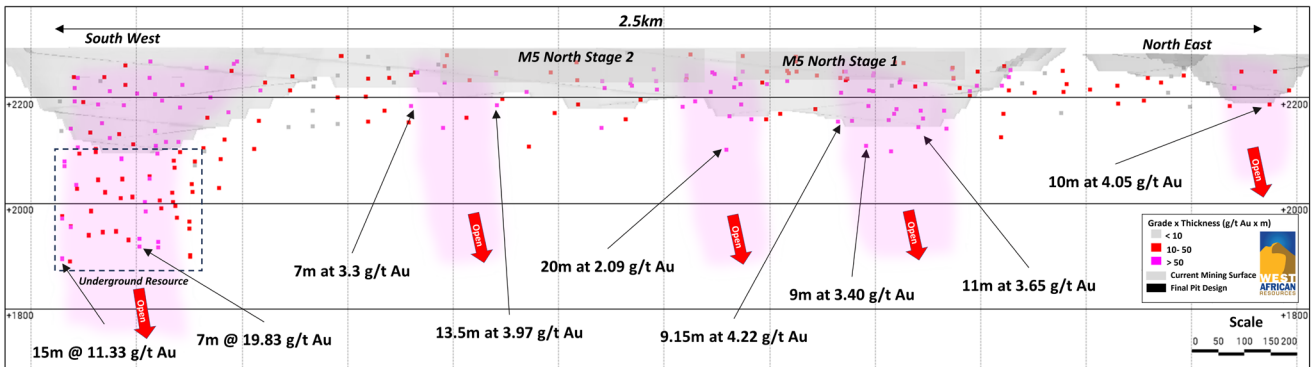 2.5km
South West
M5 North Stage 2
M5 North Stage 1
North East
+2200
+2200
+2000
+2000
+1800
+1800
Underground Resource
Open
Open
Open
Open
Open
15m @ 11.33 g/t Au
7m @ 19.83 g/t Au
7m at 3.3 g/t Au
13.5m at 3.97 g/t Au
20m at 2.09 g/t Au
9.15m at 4.22 g/t Au
9m at 3.40 g/t Au
11m at 3.65 g/t Au
10m at 4.05 g/t Au
Grade x Thickness (g/t Au x m)
< 10
10- 50
> 50
Current Mining Surface
Final Pit Design
WEST
AFRICAN
RESOURCES
Scale
0 50 100 150 200